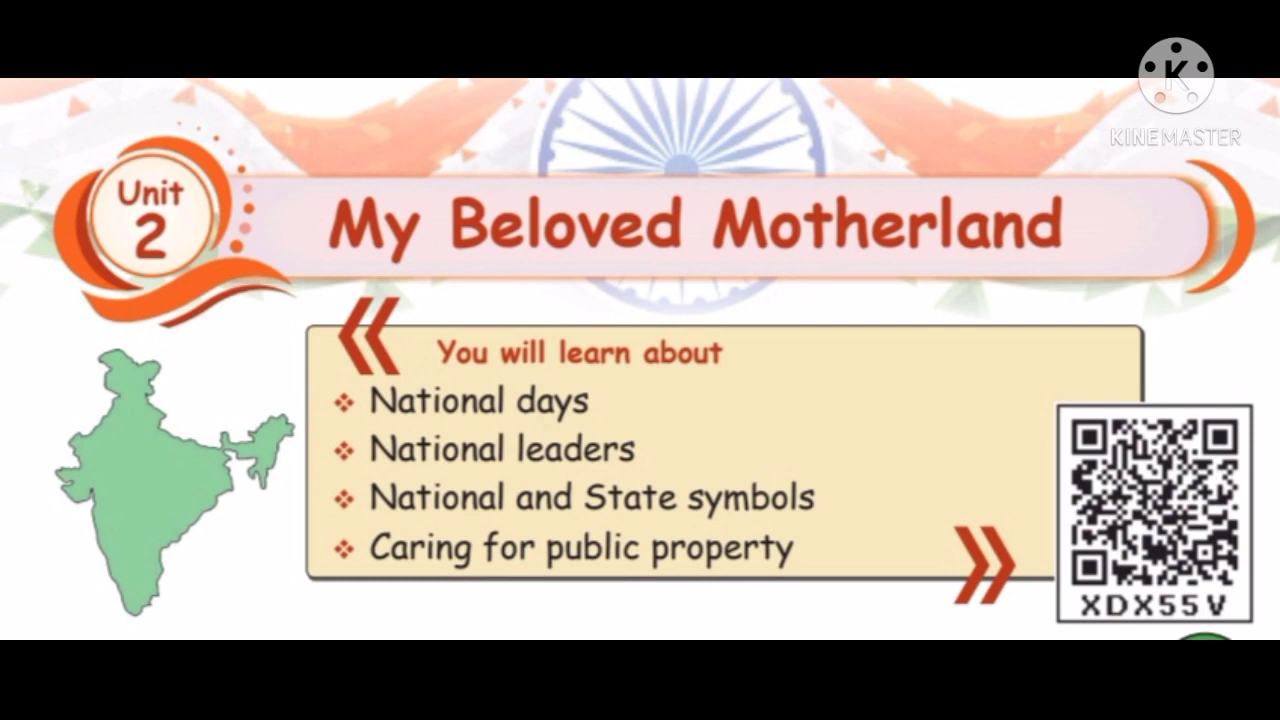 KINEMASTER
Unit
2
My Beloved Motherland
You will learn about
National days
National leaders
National and State symbols
Caring for public property
XDX55V